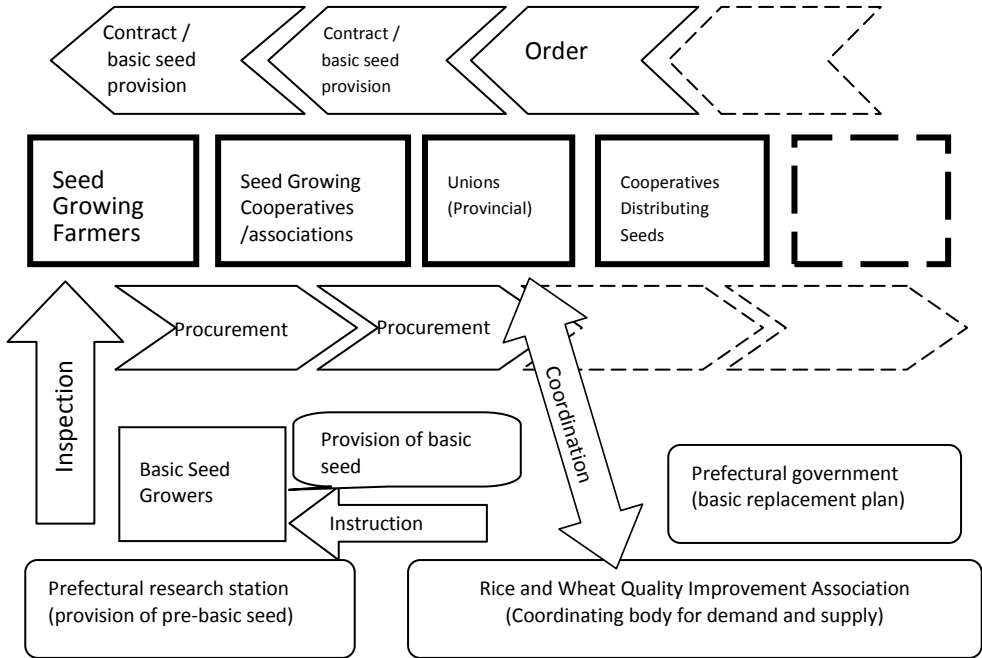 Contract /
basic seed
provision
Contract /
basic seed
provision
Order
Seed
Growing
Farmers
Seed Growing
Cooperatives
/associations
Unions
(Provincial)
Cooperatives
Distributing
Seeds
Procurement
Procurement
Inspection
Coordination
Basic Seed
Growers
Provision of basic
seed
Instruction
Prefectural government
(basic replacement plan)
Prefectural research station
(provision of pre-basic seed)
Rice and Wheat Quality Improvement Association
(Coordinating body for demand and supply)